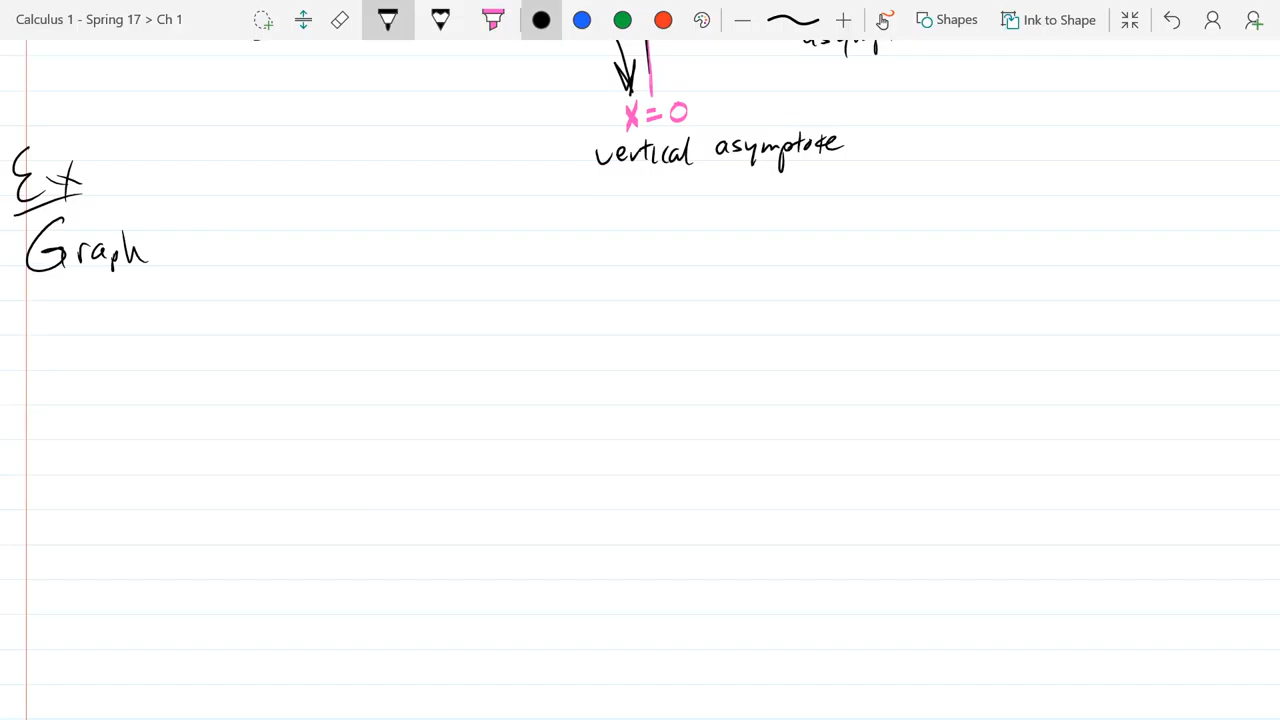 Calculus 1 - Spring 17 > Ch 1
Shapes
Ink to Shape
x = 0
vertical asymptote
Ex
Graph